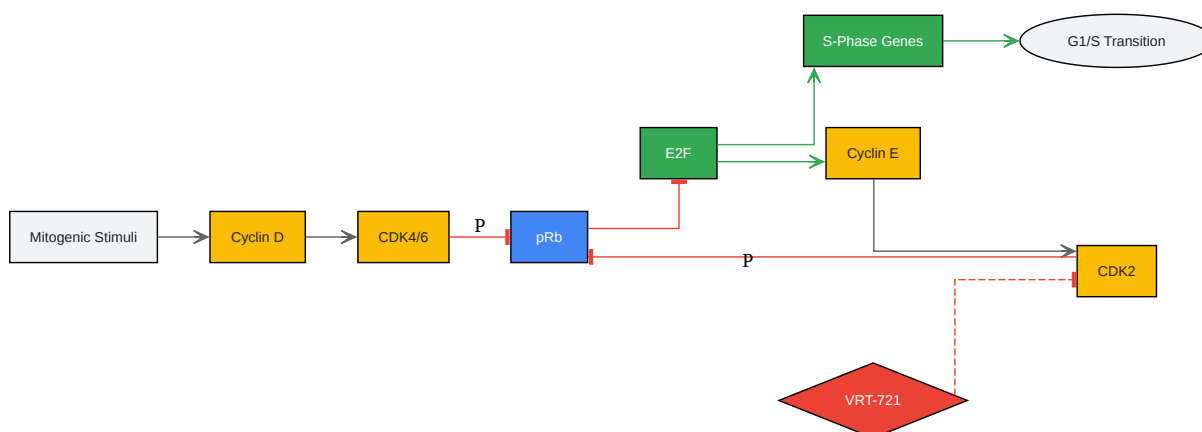 S-Phase Genes
G1/S Transition
E2F
Cyclin E
Mitogenic Stimuli
Cyclin D
CDK4/6
P
pRb
P
CDK2
VRT-721